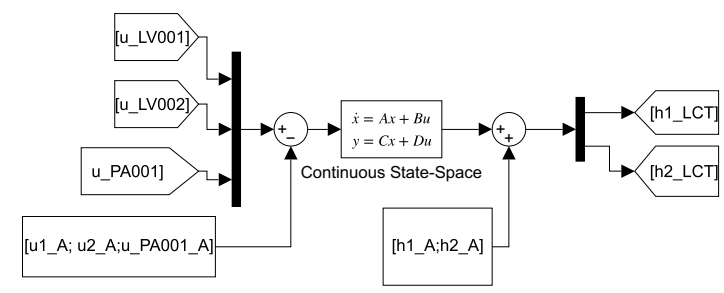 [u_LV001]
[u_LV002]
u_PA001]
[u1_A; u2_A;u_PA001_A]
+
−
ẋ = Ax + Bu
y = Cx + Du
Continuous State-Space
+
+
[h1_A;h2_A]
[h1_LCT]
[h2_LCT]